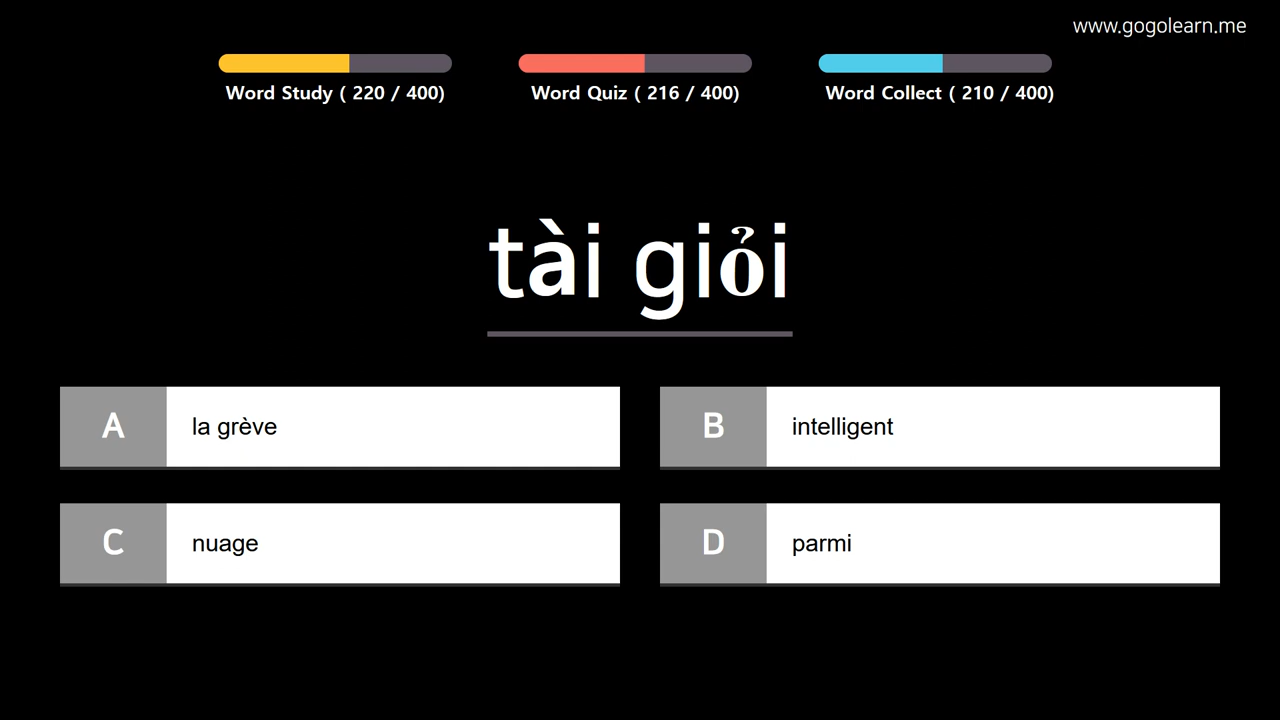 www.gogolearn.me
Word Study ( 220 / 400)
Word Quiz ( 216 / 400)
Word Collect ( 210 / 400)
tài giỏi
A
la grève
B
intelligent
C
nuage
D
parmi